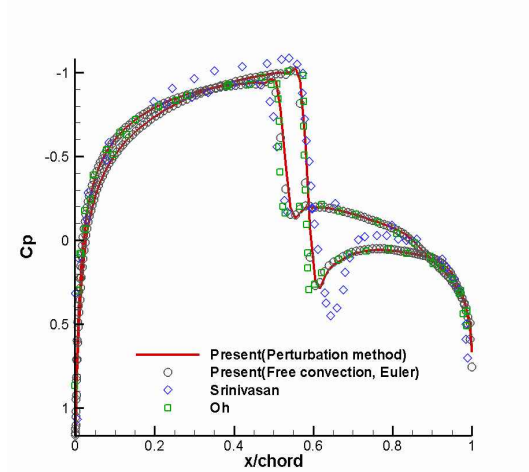 -1
-0.5
Cp
0
0.5
1
Present(Perturbation method)
Present(Free convection, Euler)
Srinivasan
Oh
0 0.2 0.4 0.6 0.8 1
x/chord